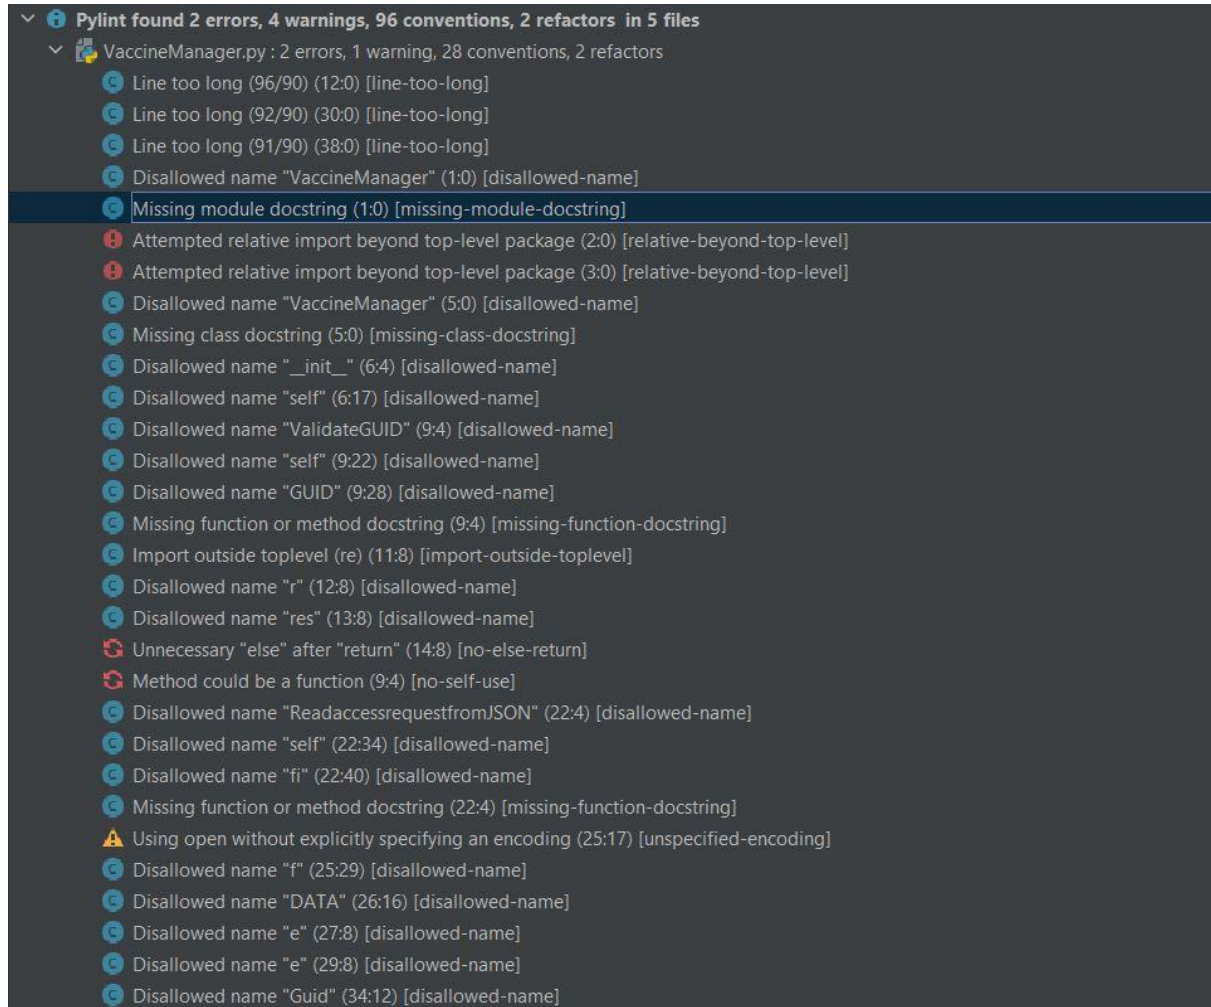 Pylint found 2 errors, 4 warnings, 96 conventions, 2 refactors in 5 files
VaccineManager.py : 2 errors, 1 warning, 28 conventions, 2 refactors
Line too long (96/90) (12:0) [line-too-long]
Line too long (92/90) (30:0) [line-too-long]
Line too long (91/90) (38:0) [line-too-long]
Disallowed name "VaccineManager" (1:0) [disallowed-name]
Missing module docstring (1:0) [missing-module-docstring]
Attempted relative import beyond top-level package (2:0) [relative-beyond-top-level]
Attempted relative import beyond top-level package (3:0) [relative-beyond-top-level]
Disallowed name "VaccineManager" (5:0) [disallowed-name]
Missing class docstring (5:0) [missing-class-docstring]
Disallowed name "__init__" (6:4) [disallowed-name]
Disallowed name "self" (6:17) [disallowed-name]
Disallowed name "ValidateGUID" (9:4) [disallowed-name]
Disallowed name "self" (9:22) [disallowed-name]
Disallowed name "GUID" (9:28) [disallowed-name]
Missing function or method docstring (9:4) [missing-function-docstring]
Import outside toplevel (re) (11:8) [import-outside-toplevel]
Disallowed name "r" (12:8) [disallowed-name]
Disallowed name "res" (13:8) [disallowed-name]
Unnecessary "else" after "return" (14:8) [no-else-return]
Method could be a function (9:4) [no-self-use]
Disallowed name "ReadaccessrequestfromJSON" (22:4) [disallowed-name]
Disallowed name "self" (22:34) [disallowed-name]
Disallowed name "fi" (22:40) [disallowed-name]
Missing function or method docstring (22:4) [missing-function-docstring]
Using open without explicitly specifying an encoding (25:17) [unspecified-encoding]
Disallowed name "f" (25:29) [disallowed-name]
Disallowed name "DATA" (26:16) [disallowed-name]
Disallowed name "e" (27:8) [disallowed-name]
Disallowed name "e" (29:8) [disallowed-name]
Disallowed name "Guid" (34:12) [disallowed-name]